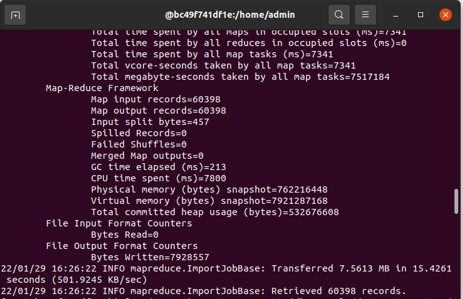 @bc49f741df1e:/home/admin
Total time spent by all maps in occupied slots (ms)=7341
Total time spent by all reduces in occupied slots (ms)=0
Total time spent by all map tasks (ms)=7341
Total vcore-seconds taken by all map tasks=7341
Total megabyte-seconds taken by all map tasks=7517184
Map-Reduce Framework
Map input records=60398
Map output records=60398
Input split bytes=457
Spilled Records=0
Failed Shuffles=0
Merged Map outputs=0
GC time elapsed (ms)=213
CPU time spent (ms)=7800
Physical memory (bytes) snapshot=762216448
Virtual memory (bytes) snapshot=7921287168
Total committed heap usage (bytes)=532676608
File Input Format Counters
Bytes Read=0
File Output Format Counters
Bytes Written=7928557
22/01/29 16:26:22 INFO mapreduce.ImportJobBase: Transferred 7.5613 MB in 15.4261
seconds (501.9245 KB/sec)
22/01/29 16:26:22 INFO mapreduce.ImportJobBase: Retrieved 60398 records.